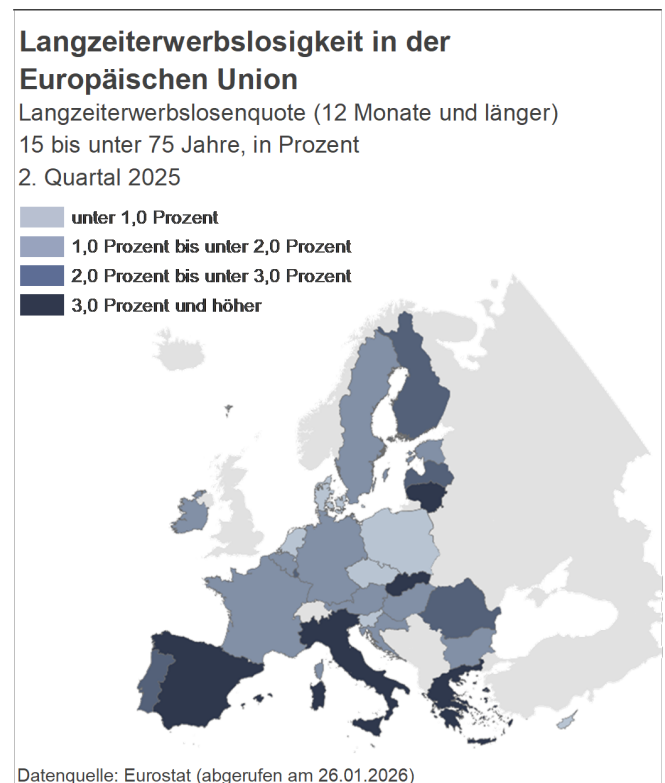 Langzeiterwerbslosigkeit in der
Europäischen Union
Langzeiterwerbslosenquote (12 Monate und länger)
15 bis unter 75 Jahre, in Prozent
2. Quartal 2025
unter 1,0 Prozent
1,0 Prozent bis unter 2,0 Prozent
2,0 Prozent bis unter 3,0 Prozent
3,0 Prozent und höher
Datenquelle: Eurostat (abgerufen am 26.01.2026)